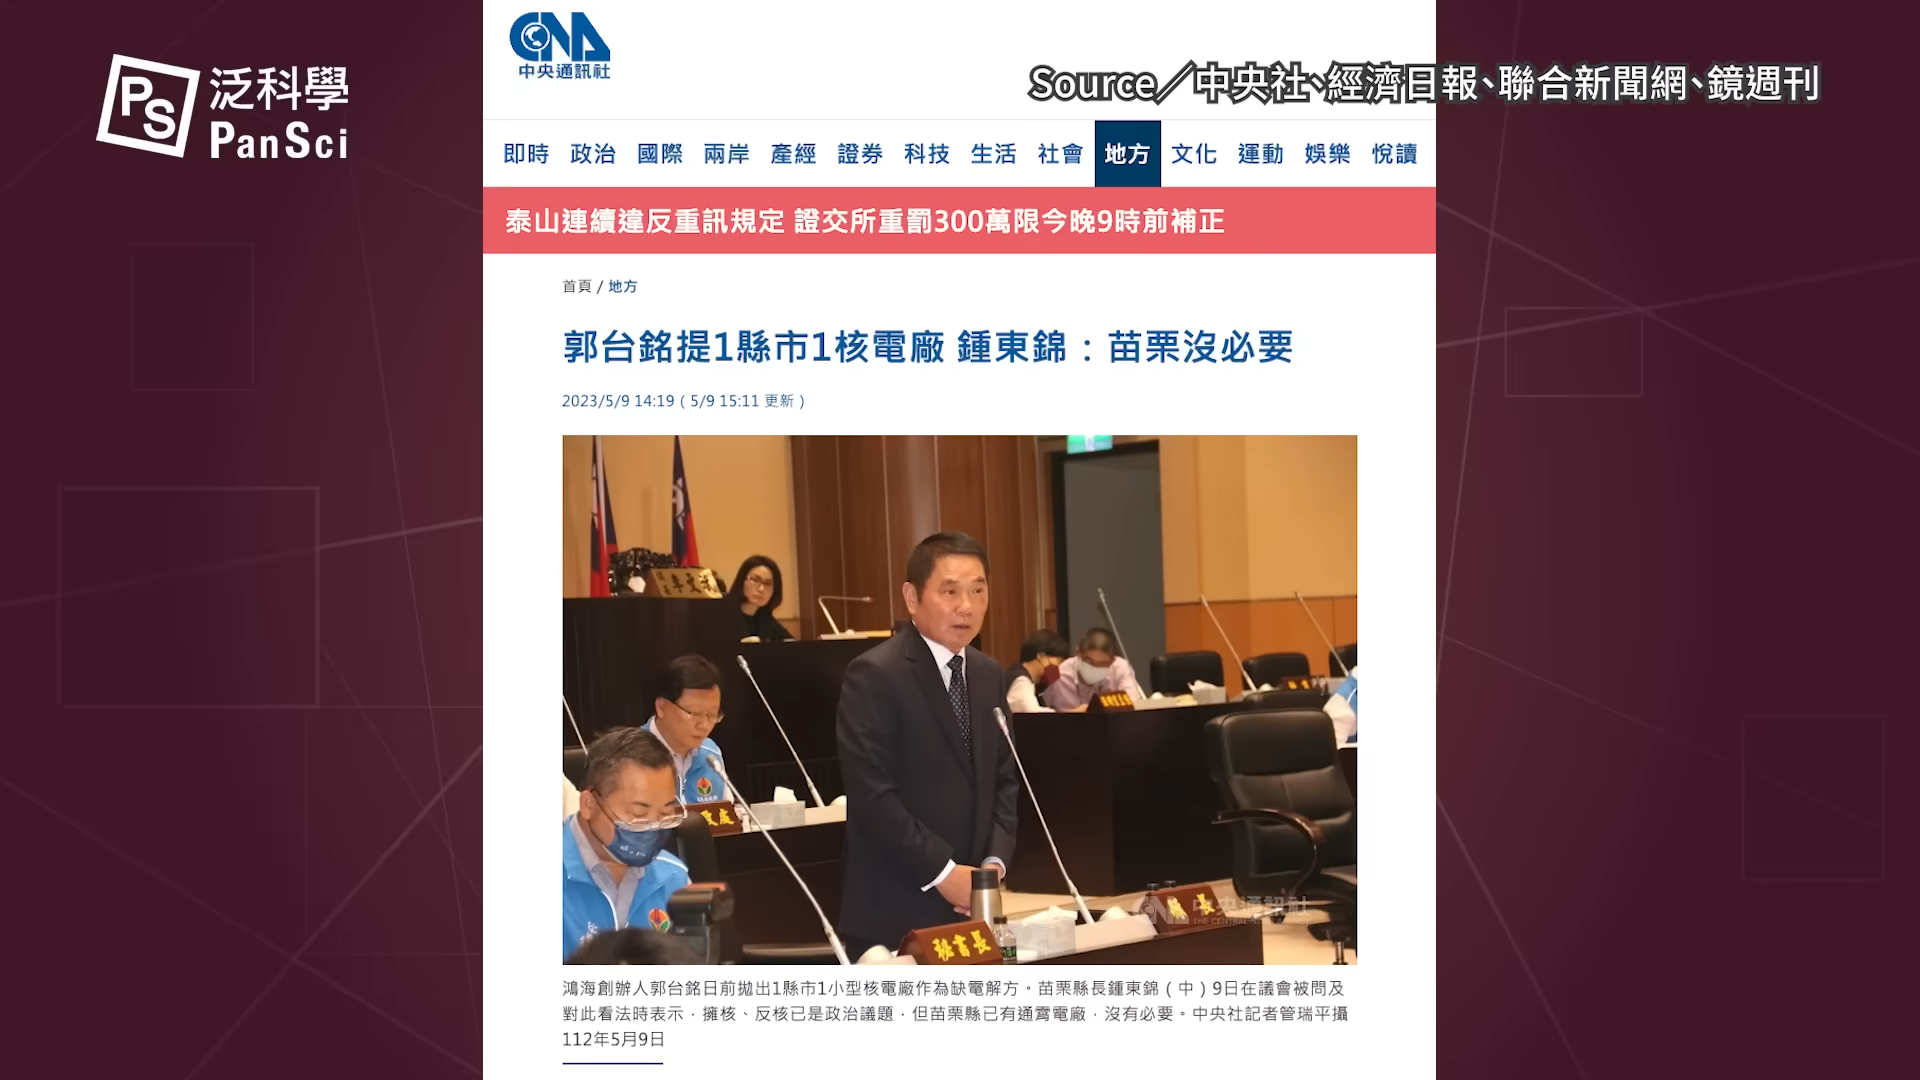 PS 泛科學
PanSci
CNA
中央通訊社
Source／中央社、經濟日報、聯合新聞網、鏡週刊
即時 政治 國際 兩岸 產經 證券 科技 生活 社會 地方 文化 運動 娛樂 悅讀
泰山連續違反重訊規定 證交所重罰300萬限今晚9時前補正
首頁 / 地方
郭台銘提1縣市1核電廠 鍾東錦：苗栗沒必要
2023/5/9 14:19（5/9 15:11 更新）
秘書長
中央通訊社
鴻海創辦人郭台銘日前拋出1縣市1小型核電廠作為缺電解方。苗栗縣長鍾東錦（中）9日在議會被問及
對此看法時表示，擁核、反核已是政治議題，但苗栗縣已有通霄電廠，沒有必要。中央社記者管瑞平攝
112年5月9日